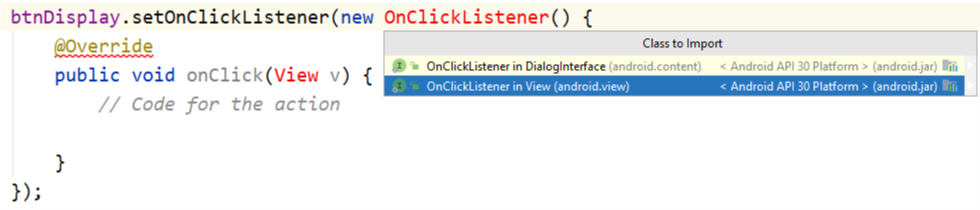 btnDisplay.setOnClickListener(new OnClickListener() {
@Override
Class to Import
public void onClick(View v) {
OnClickListener in DialogInterface (android.content) < Android API 30 Platform > (android.jar)
// Code for the action
OnClickListener in View (android.view) < Android API 30 Platform > (android.jar)
}
});